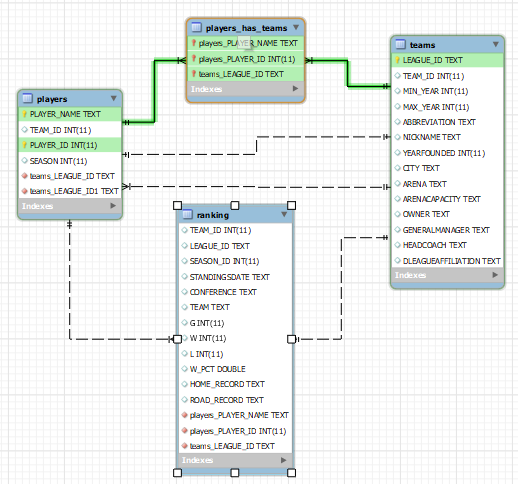 players_has_teams
players_PLAYER_NAME TEXT
players_PLAYER_ID INT(11)
teams_LEAGUE_ID TEXT
Indexes
teams
LEAGUE_ID TEXT
TEAM_ID INT(11)
MIN_YEAR INT(11)
MAX_YEAR INT(11)
ABBREVIATION TEXT
NICKNAME TEXT
YEARFOUNDED INT(11)
CITY TEXT
ARENA TEXT
ARENACAPACITY TEXT
OWNER TEXT
GENERALMANAGER TEXT
HEADCOACH TEXT
DLEAGUEAFFILIATION TEXT
Indexes
players
PLAYER_NAME TEXT
TEAM_ID INT(11)
PLAYER_ID INT(11)
SEASON INT(11)
teams_LEAGUE_ID TEXT
teams_LEAGUE_ID1 TEXT
Indexes
ranking
TEAM_ID INT(11)
LEAGUE_ID TEXT
SEASON_ID INT(11)
STANDINGSDATE TEXT
CONFERENCE TEXT
TEAM TEXT
G INT(11)
W INT(11)
L INT(11)
W_PCT DOUBLE
HOME_RECORD TEXT
ROAD_RECORD TEXT
players_PLAYER_NAME TEXT
players_PLAYER_ID INT(11)
teams_LEAGUE_ID TEXT
Indexes